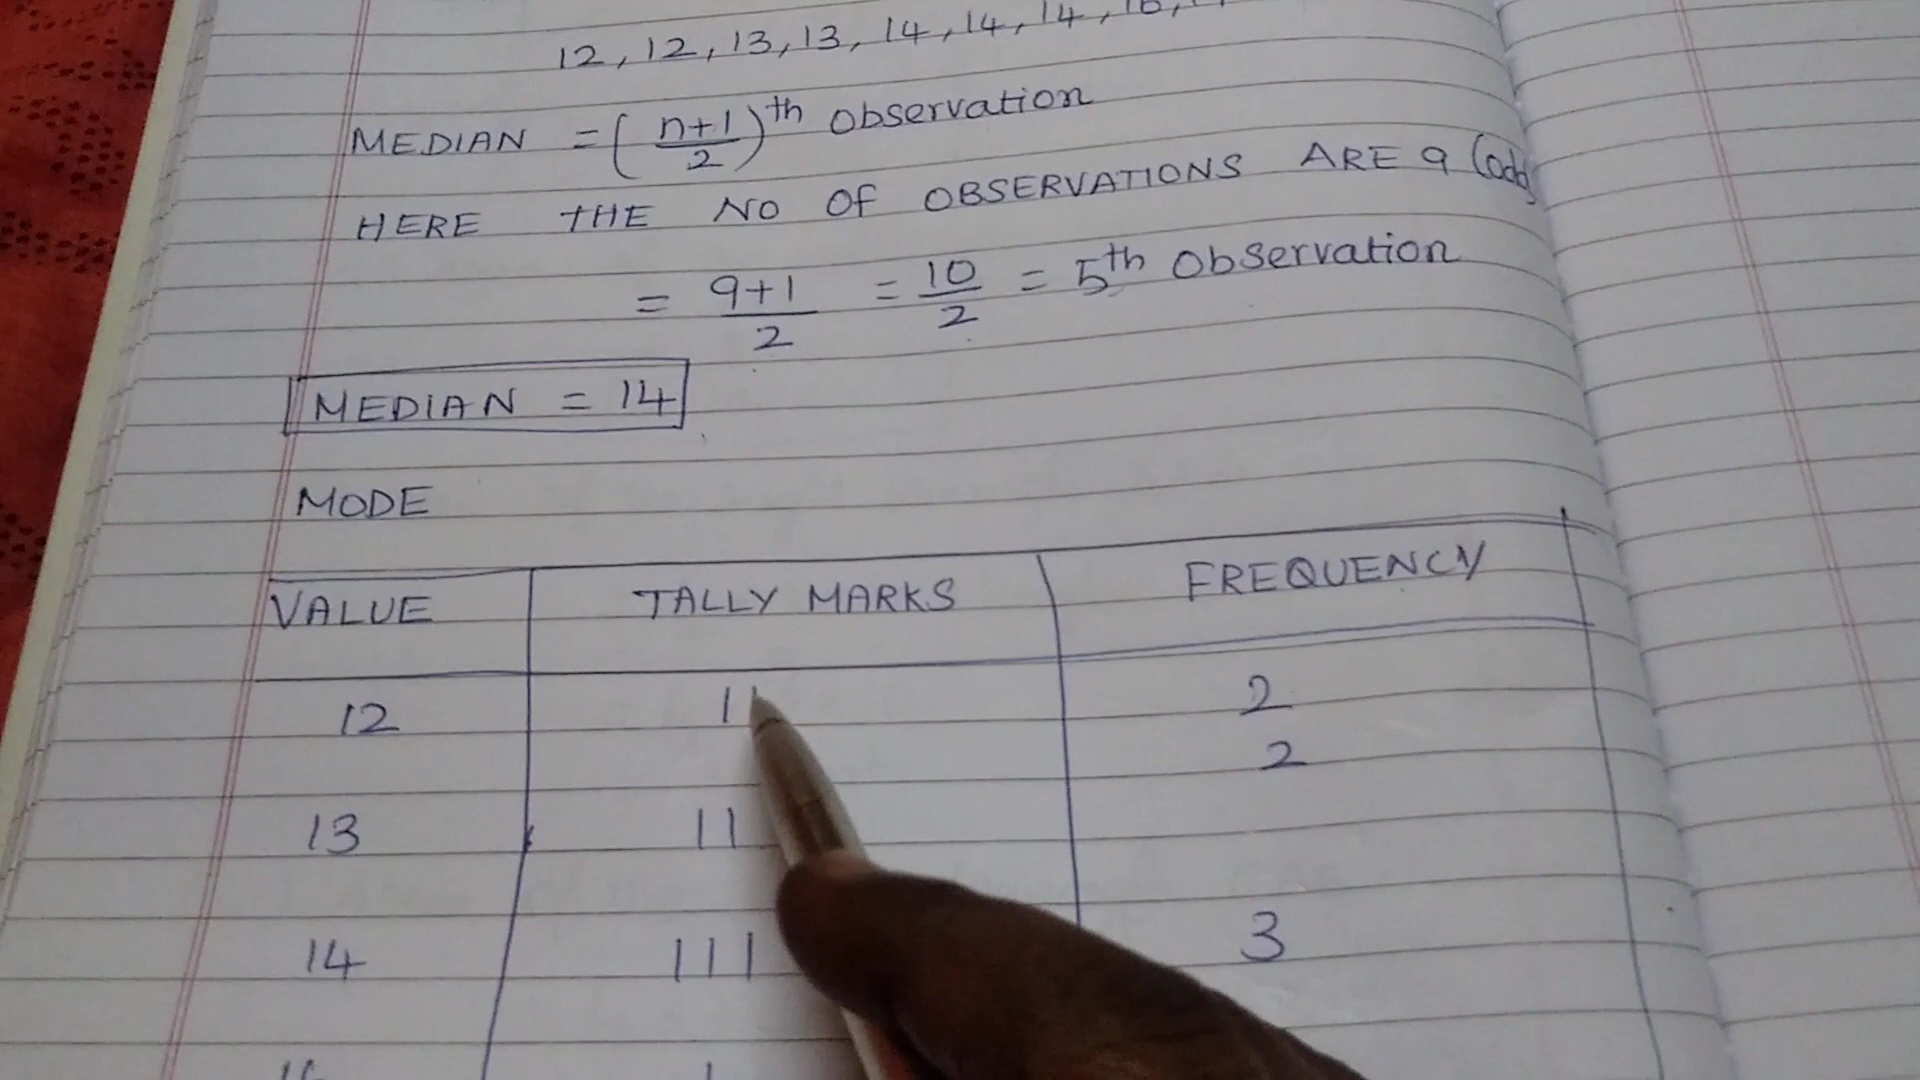 12, 12, 13, 13, 14, 14, 14, 16,
MEDIAN = (n+1/2)th observation
HERE THE NO OF OBSERVATIONS ARE 9 (odd)
= 9+1/2 = 10/2 = 5th observation
MEDIAN = 14
MODE
VALUE TALLY MARKS FREQUENCY
12 11 2
2
13 11
14 111 3